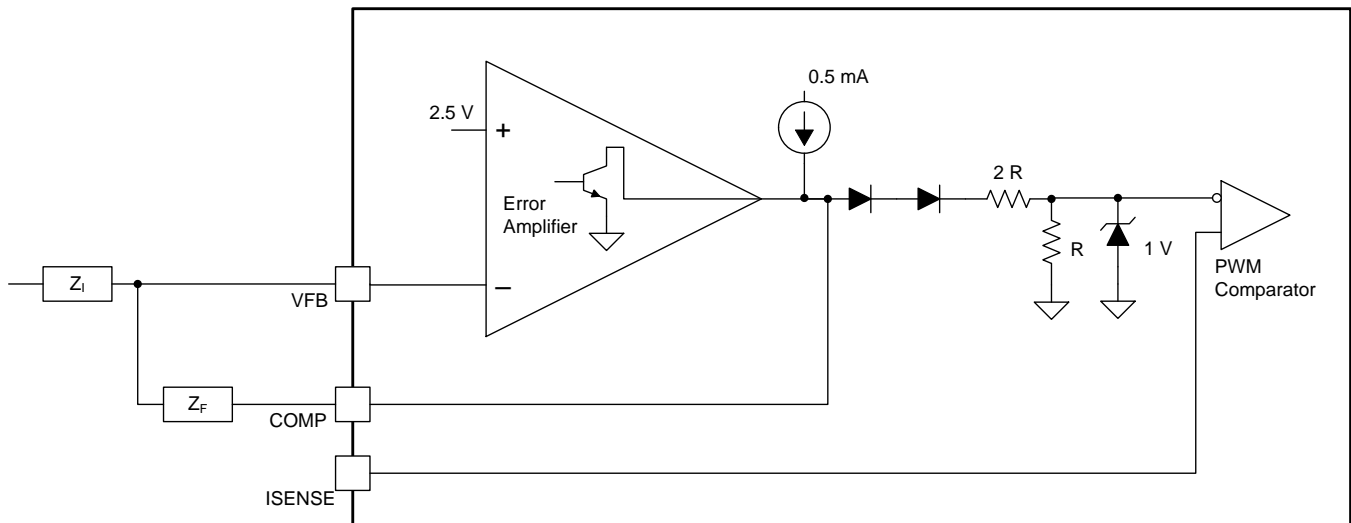 0.5 mA
2.5 V
+
2 R
Error
Amplifier
R
1 V
PWM
Comparator
Z_I
−
VFB
Z_F
COMP
ISENSE